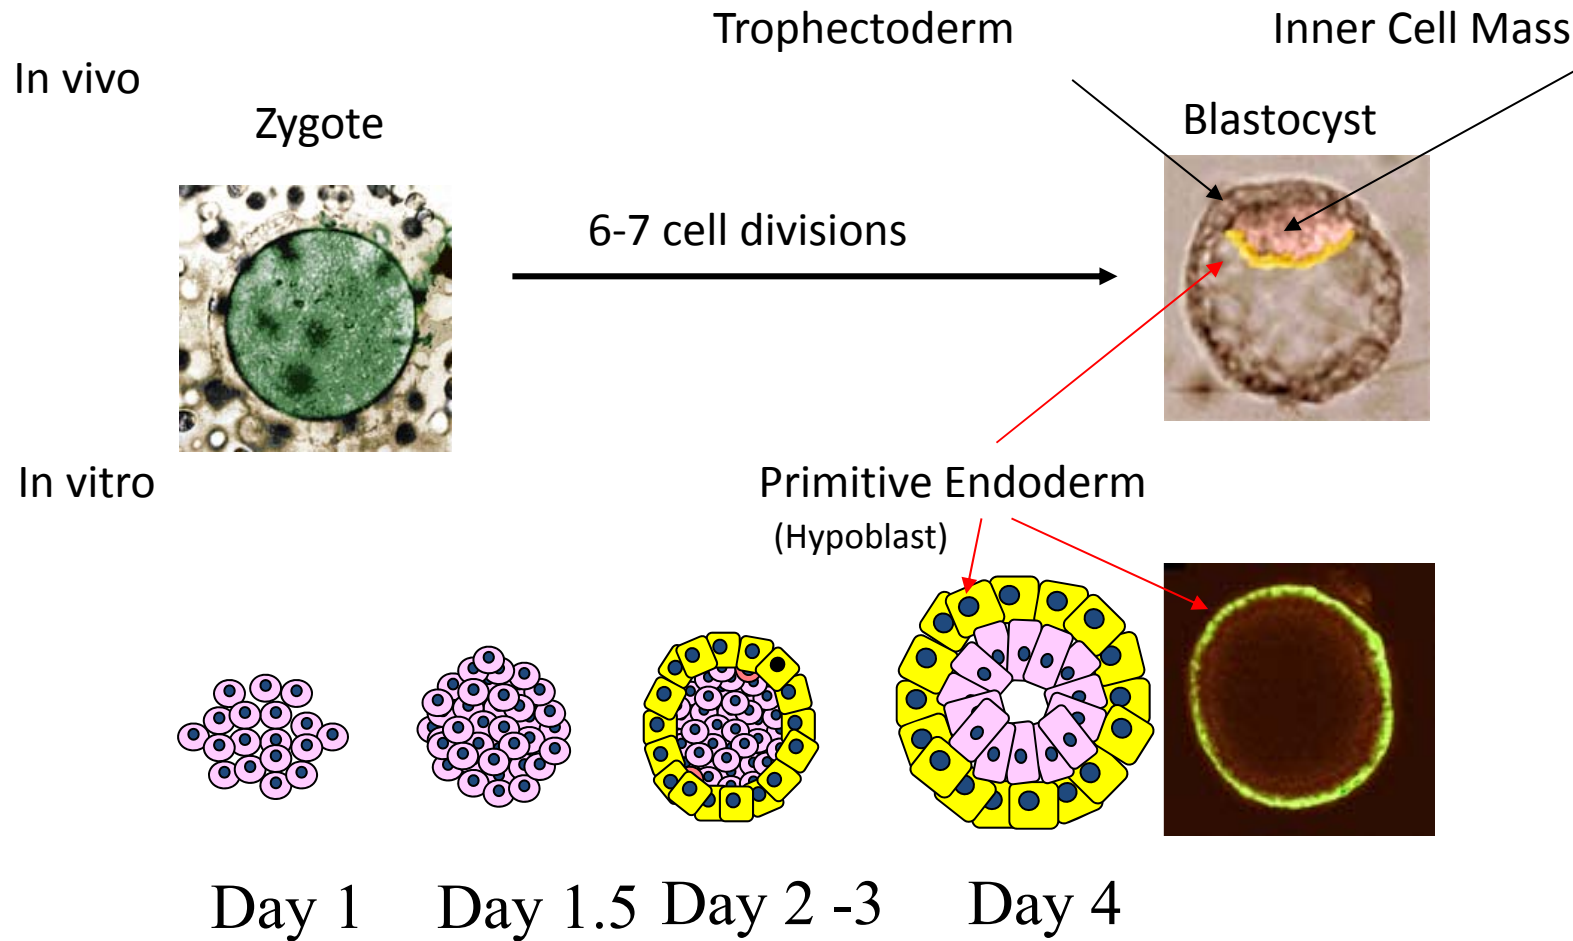 Trophectoderm
Inner Cell Mass
In vivo
Zygote
Blastocyst
6-7 cell divisions
In vitro
Primitive Endoderm
(Hypoblast)
Day 1
Day 1.5
Day 2 -3
Day 4